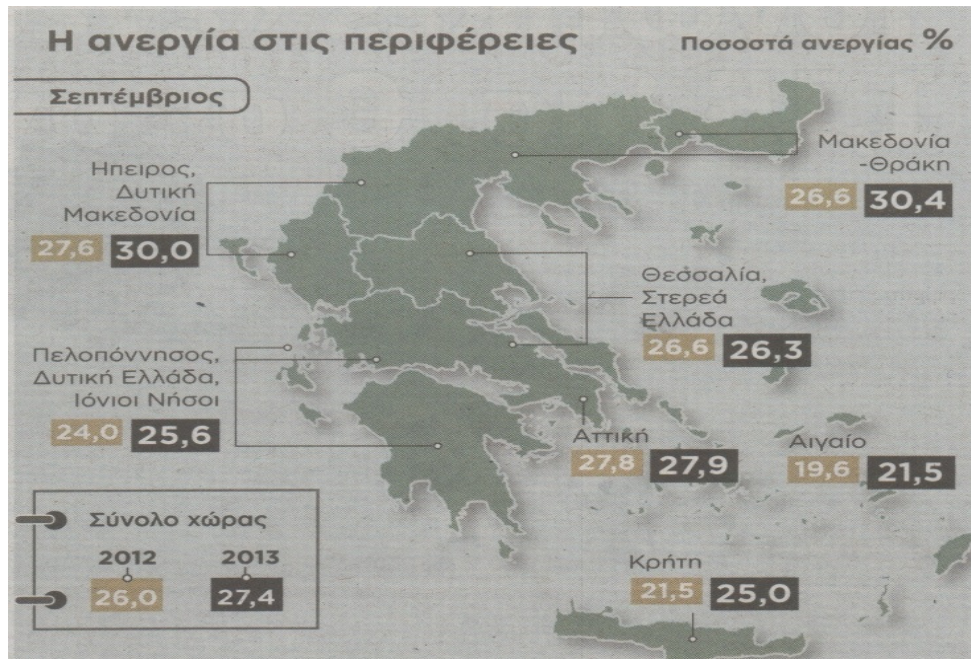 Η ανεργία στις περιφέρειες
Ποσοστά ανεργίας %
Σεπτέμβριος
Ηπειρος,
Δυτική
Μακεδονία
27,6 30,0
Μακεδονία
-Θράκη
26,6 30,4
Θεσσαλία,
Στερεά
Ελλάδα
26,6 26,3
Πελοπόννησος,
Δυτική Ελλάδα,
Ιόνιοι Νήσοι
24,0 25,6
Αττική
27,8 27,9
Αιγαίο
19,6 21,5
Κρήτη
21,5 25,0
Σύνολο χώρας
2012 2013
26,0 27,4